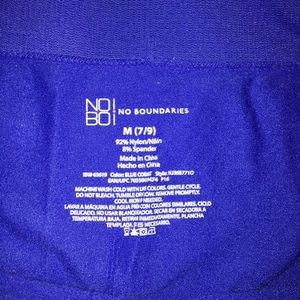 NO
BO
NO BOUNDARIES
M (7/9)
92% Nylon/Nilón
8% Spandex
Made in China
Hecho en China
Color: BLUE COBALT
EAN/UPC
MACHINE WASH COLD WITH LIKE COLORS. GENTLE CYCLE.
DO NOT BLEACH. TUMBLE DRY LOW. REMOVE PROMPTLY.
COOL IRON IF NEEDED.
LAVAR A MÁQUINA EN AGUA FRÍA CON COLORES SIMILARES. CICLO
DELICADO. NO USAR BLANQUEADOR. SECAR EN SECADORA A
TEMPERATURA BAJA. RETIRAR INMEDIATAMENTE. PLANCHA
TEMPLADA, SI ES NECESARIO.